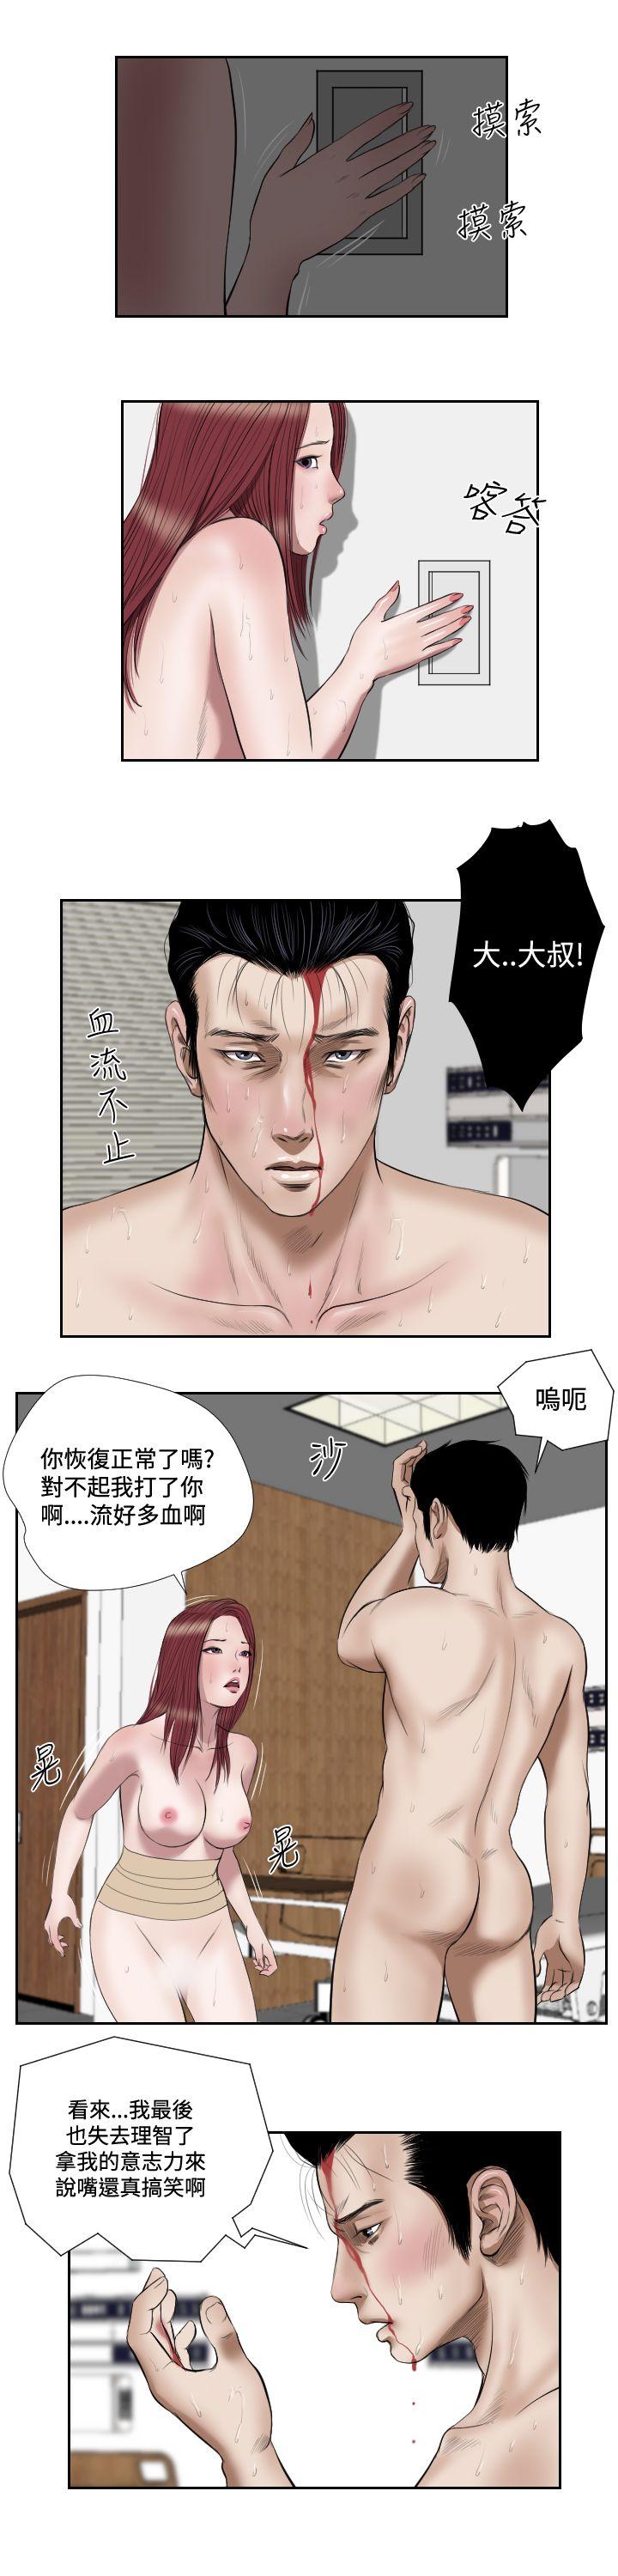 摸索
摸索
喀答
大..大叔!
血流不止
嗚呃
你恢復正常了嗎?
對不起我打了你
啊....流好多血啊
沙
晃
晃
看來...我最後
也失去理智了
拿我的意志力來
說嘴還真搞笑啊